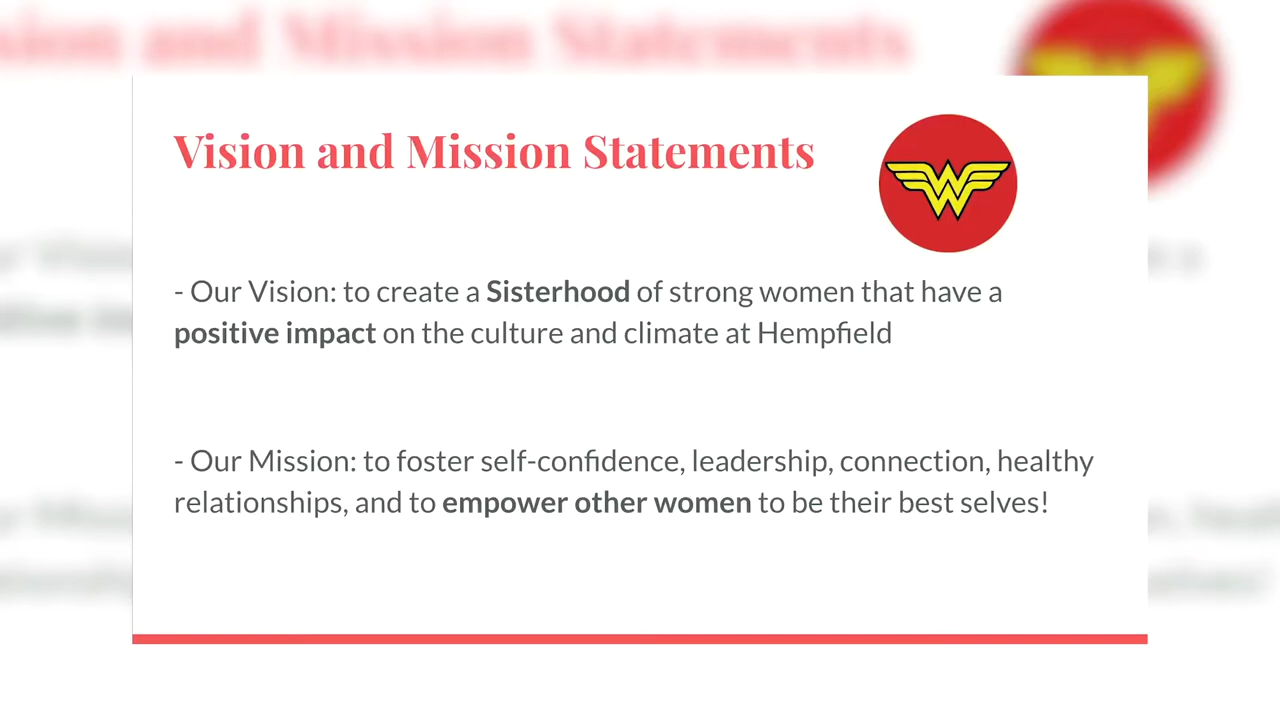 Vision and Mission Statements
- Our Vision: to create a Sisterhood of strong women that have a
positive impact on the culture and climate at Hempfield
- Our Mission: to foster self-confidence, leadership, connection, healthy
relationships, and to empower other women to be their best selves!